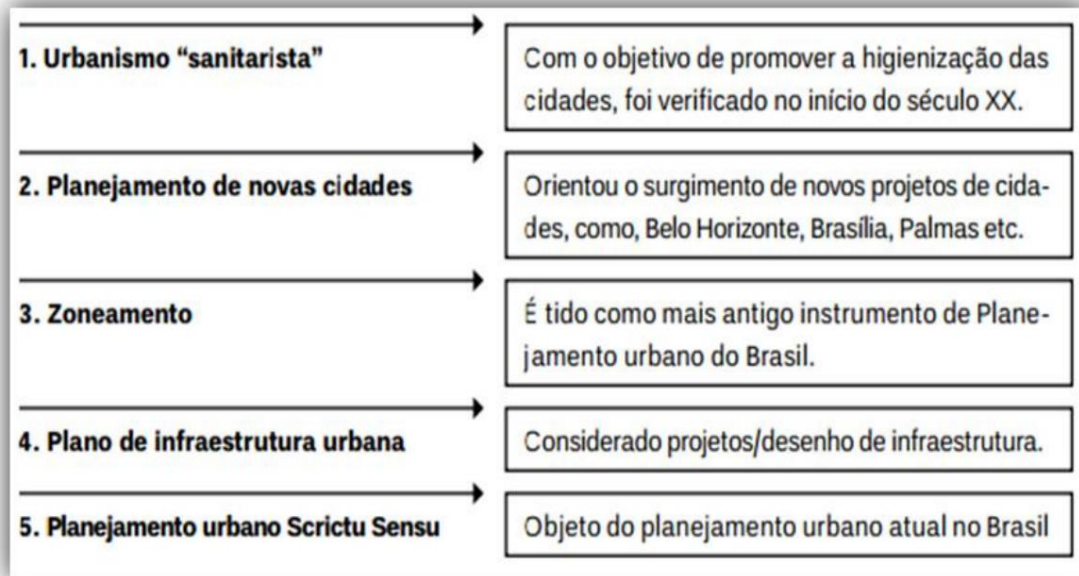 1. Urbanismo “sanitarista”
Com o objetivo de promover a higienização das
cidades, foi verificado no início do século XX.
2. Planejamento de novas cidades
Orientou o surgimento de novos projetos de cida-
des, como, Belo Horizonte, Brasília, Palmas etc.
3. Zoneamento
É tido como mais antigo instrumento de Plane-
jamento urbano do Brasil.
4. Plano de infraestrutura urbana
Considerado projetos/desenho de infraestrutura.
5. Planejamento urbano Scrictu Sensu
Objeto do planejamento urbano atual no Brasil